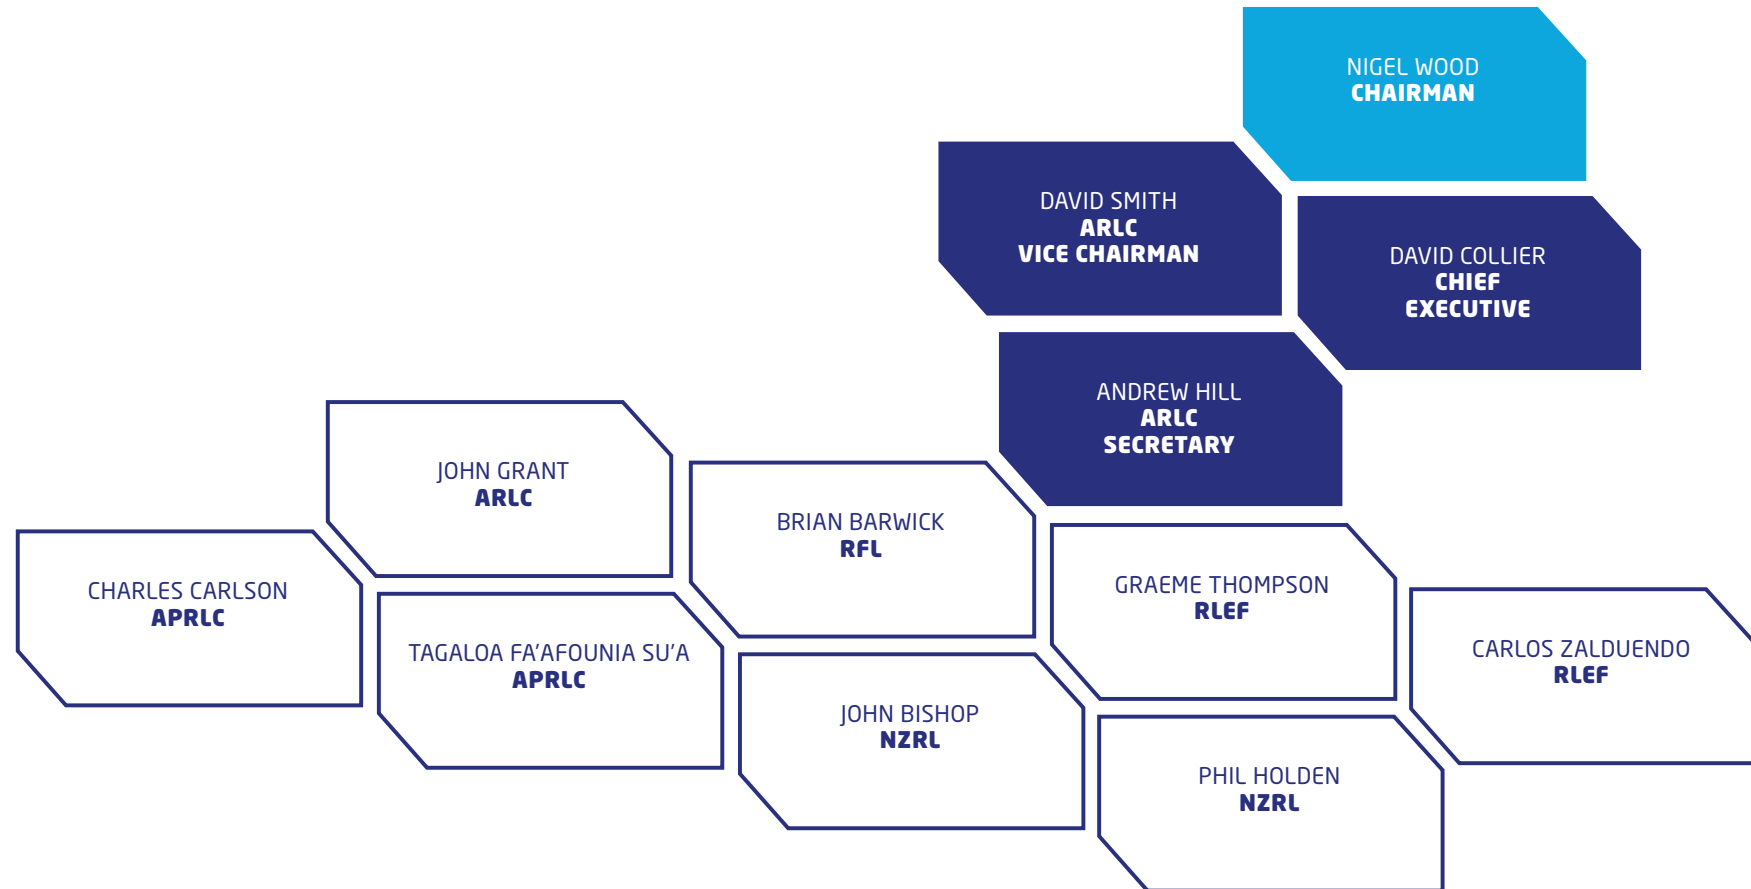 NIGEL WOOD
CHAIRMAN
DAVID SMITH
ARLC
VICE CHAIRMAN
DAVID COLLIER
CHIEF
EXECUTIVE
ANDREW HILL
ARLC
SECRETARY
JOHN GRANT
ARLC
BRIAN BARWICK
RFL
CHARLES CARLSON
APRLC
GRAEME THOMPSON
RLEF
TAGALOA FA'AFOUNIA SU'A
APRLC
CARLOS ZALDUENDO
RLEF
JOHN BISHOP
NZRL
PHIL HOLDEN
NZRL